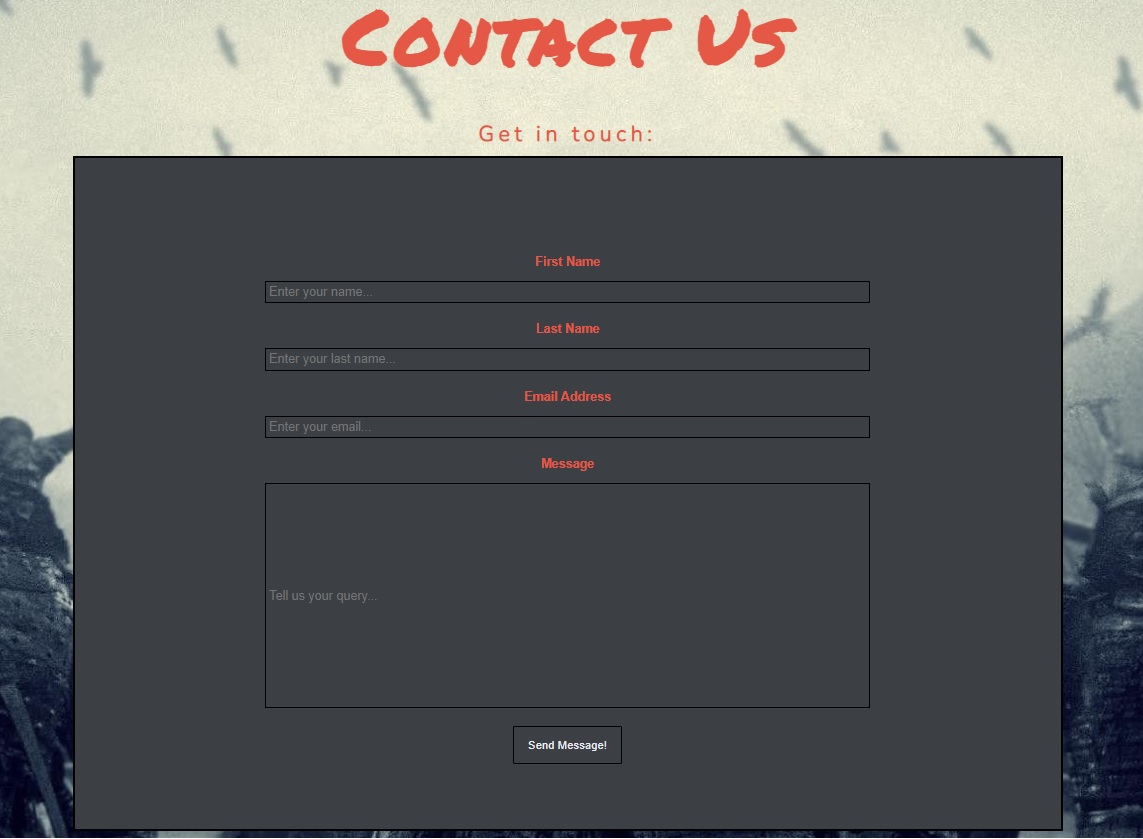 Contact Us
Get in touch:
First Name
Enter your name...
Last Name
Enter your last name...
Email Address
Enter your email...
Message
Tell us your query...
Send Message!